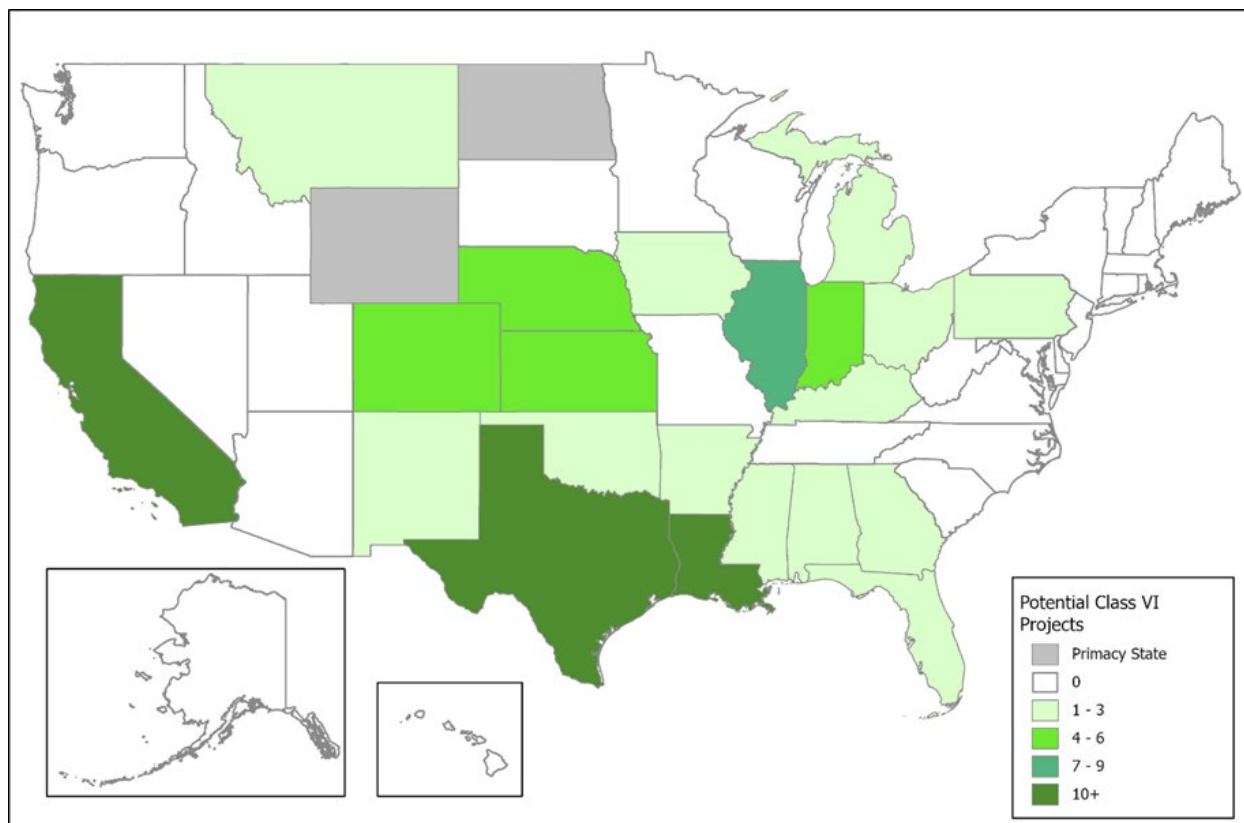 Potential Class VI
Projects
Primacy State
0
1 - 3
4 - 6
7 - 9
10+